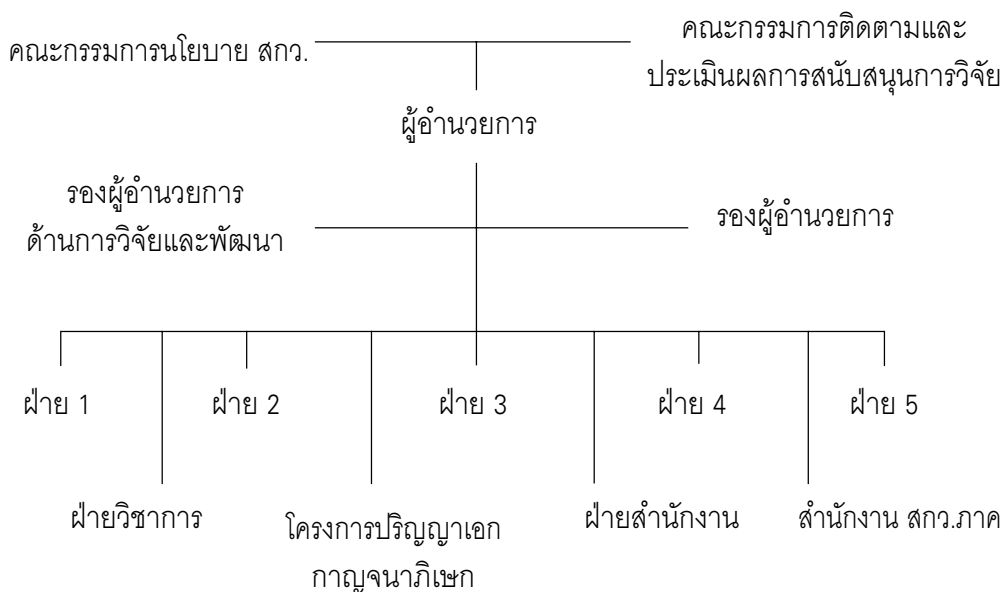 คณะกรรมการนโยบาย สกว.
คณะกรรมการติดตามและ
ประเมินผลการสนับสนุนการวิจัย
ผู้อำนวยการ
รองผู้อำนวยการ
ด้านการวิจัยและพัฒนา
รองผู้อำนวยการ
ฝ่าย 1
ฝ่าย 2
ฝ่าย 3
ฝ่าย 4
ฝ่าย 5
ฝ่ายวิชาการ
โครงการปริญญาเอก
กาญจนาภิเษก
ฝ่ายสำนักงาน
สำนักงาน สกว.ภาค